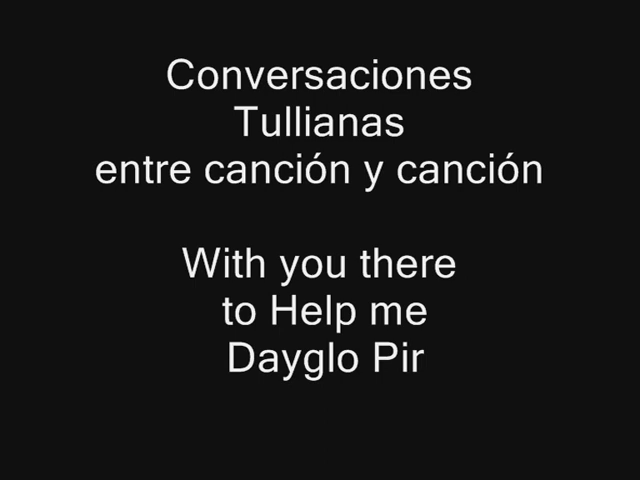 Conversaciones
Tullianas
entre canción y canción
With you there
to Help me
Dayglo Pir